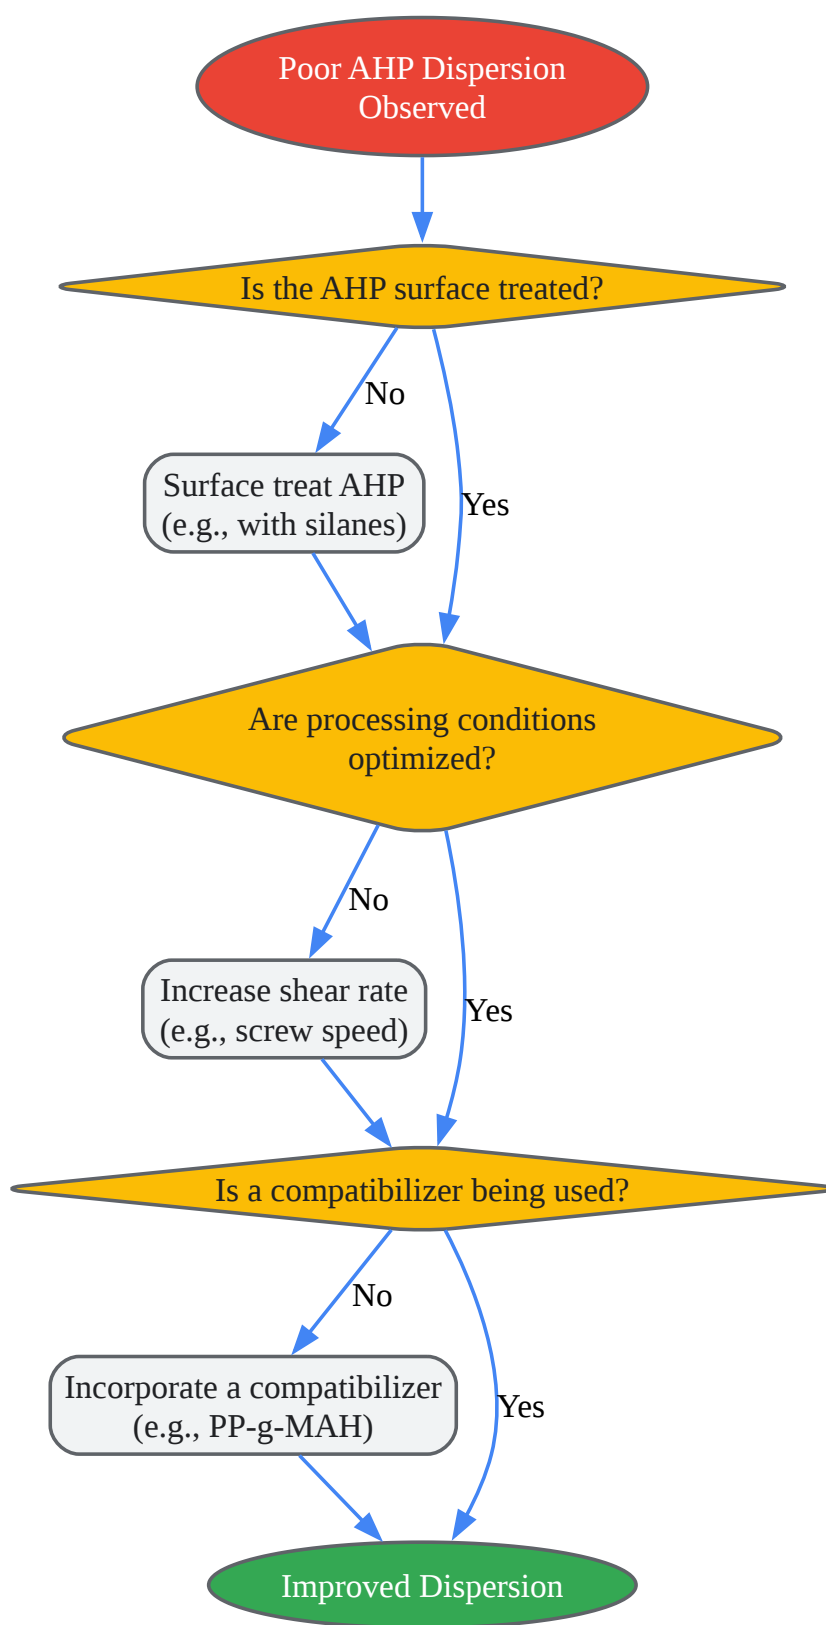 Poor AHP Dispersion
Observed
Is the AHP surface treated?
No
Surface treat AHP
(e.g., with silanes)
Yes
Are processing conditions
optimized?
No
Increase shear rate
(e.g., screw speed)
Yes
Is a compatibilizer being used?
No
Incorporate a compatibilizer
(e.g., PP-g-MAH)
Yes
Improved Dispersion